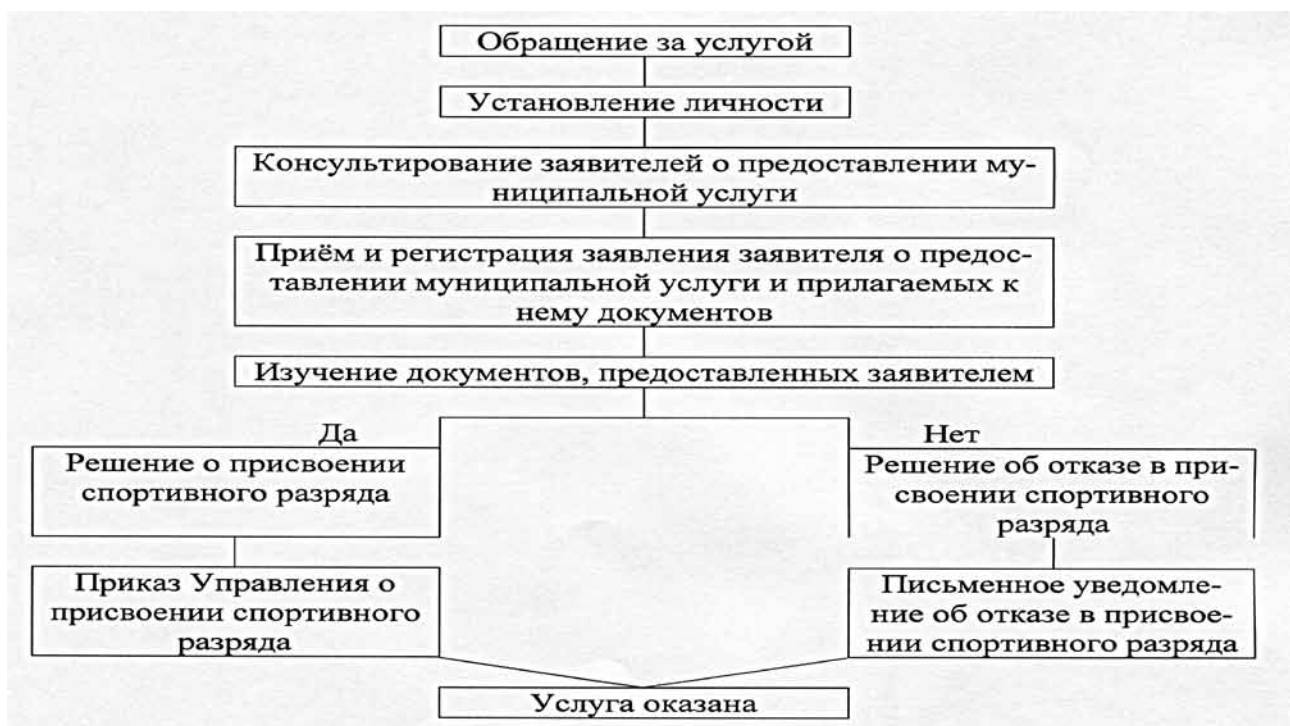 Обращение за услугой
Установление личности
Консультирование заявителей о предоставлении му-
ниципальной услуги
Приём и регистрация заявления заявителя о предос-
тавлении муниципальной услуги и прилагаемых к
нему документов
Изучение документов, предоставленных заявителем
Да
Решение о присвоении
спортивного разряда
Приказ Управления о
присвоении спортивного
разряда
Нет
Решение об отказе в при-
своении спортивного
разряда
Письменное уведомле-
ние об отказе в присвое-
нии спортивного разряда
Услуга оказана